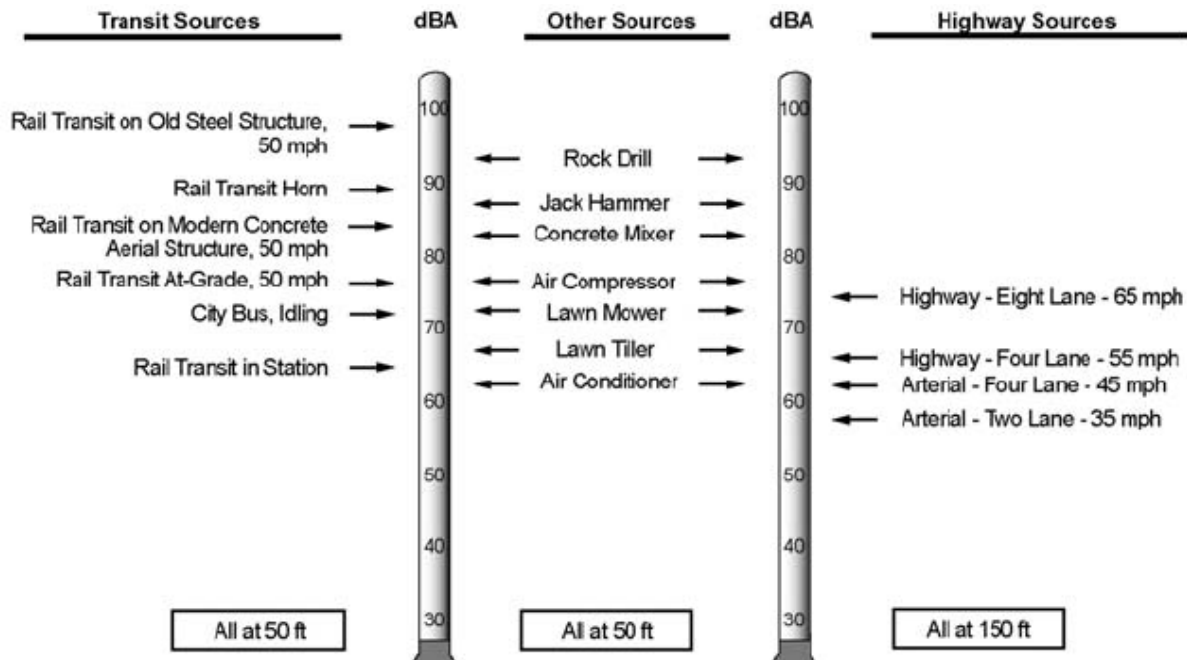 Transit Sources
dBA
Other Sources
dBA
Highway Sources
Rail Transit on Old Steel Structure,
50 mph
Rail Transit Horn
Rail Transit on Modern Concrete
Aerial Structure, 50 mph
Rail Transit At-Grade, 50 mph
City Bus, Idling
Rail Transit in Station
All at 50 ft
100
90
80
70
60
50
40
30
Rock Drill
Jack Hammer
Concrete Mixer
Air Compressor
Lawn Mower
Lawn Tiller
Air Conditioner
All at 50 ft
100
90
80
70
60
50
40
30
Highway - Eight Lane - 65 mph
Highway - Four Lane - 55 mph
Arterial - Four Lane - 45 mph
Arterial - Two Lane - 35 mph
All at 150 ft